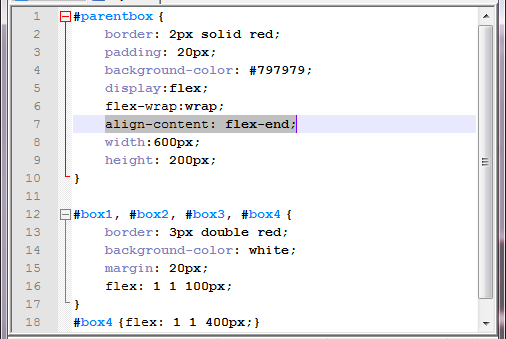 1 #parentbox {
2 border: 2px solid red;
3 padding: 20px;
4 background-color: #797979;
5 display:flex;
6 flex-wrap:wrap;
7 align-content: flex-end;
8 width:600px;
9 height: 200px;
10 }
11
12 #box1, #box2, #box3, #box4 {
13 border: 3px double red;
14 background-color: white;
15 margin: 20px;
16 flex: 1 1 100px;
17 }
18 #box4 {flex: 1 1 400px;}